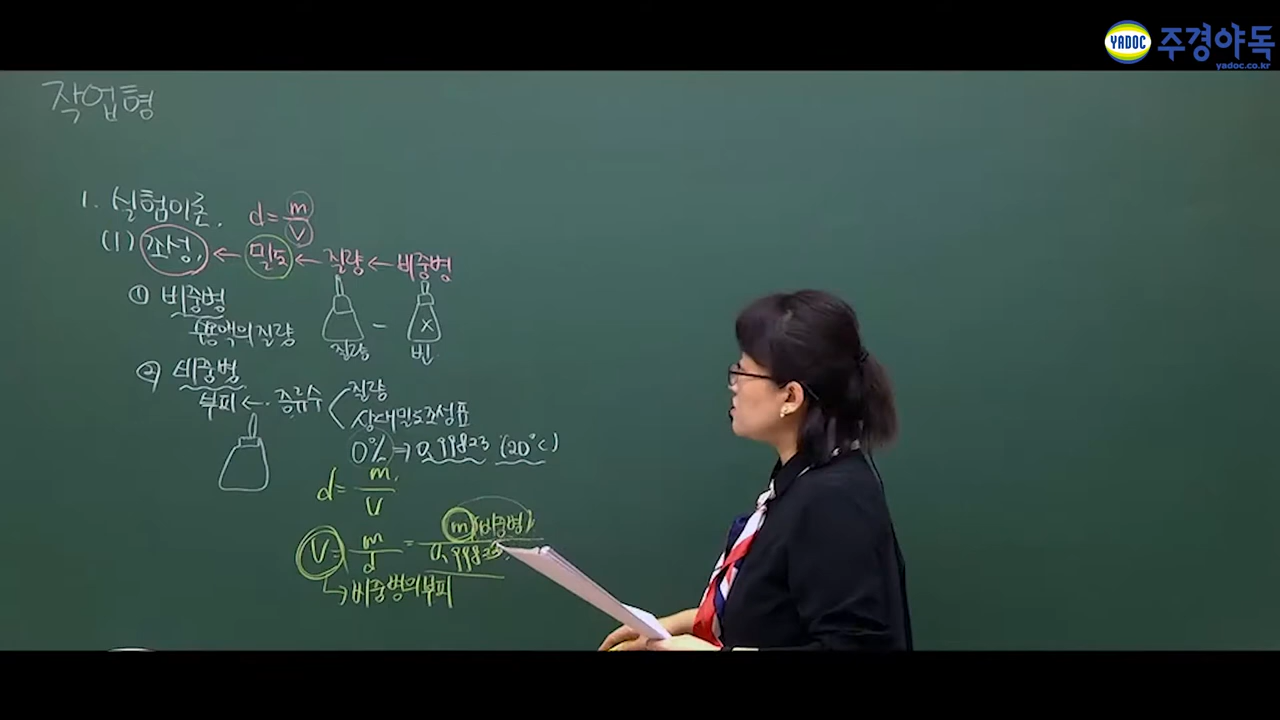 YADOC 주경야독
yadoc.co.kr
작업형
1. 실험이론.
d = m/V
(1) 조성. ← 밀도 ← 질량 ← 비중병
① 비중병
용액의 질량
질량 - 빈
X
② 비중병
부피 ← 증류수 < 질량
상대밀도조성표
0% → 0.99823 (20°C)
d = m/V
V = m/d = m(비중병)/0.99823
↳ 비중병의 부피